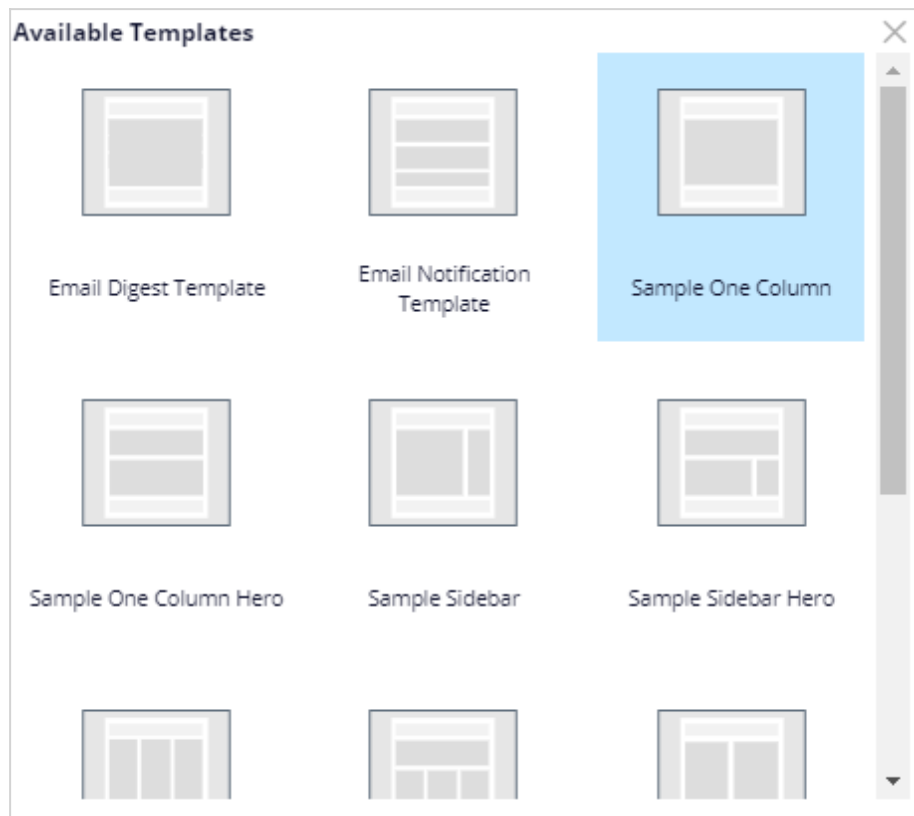 Available Templates
Email Digest Template
Email Notification
Template
Sample One Column
Sample One Column Hero
Sample Sidebar
Sample Sidebar Hero